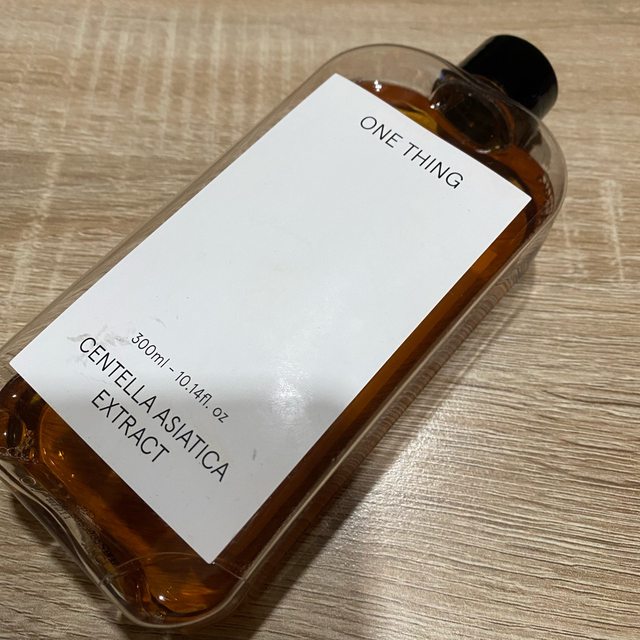 ONE THING
300ml - 10.14fl. oz
CENTELLA ASIATICA
EXTRACT